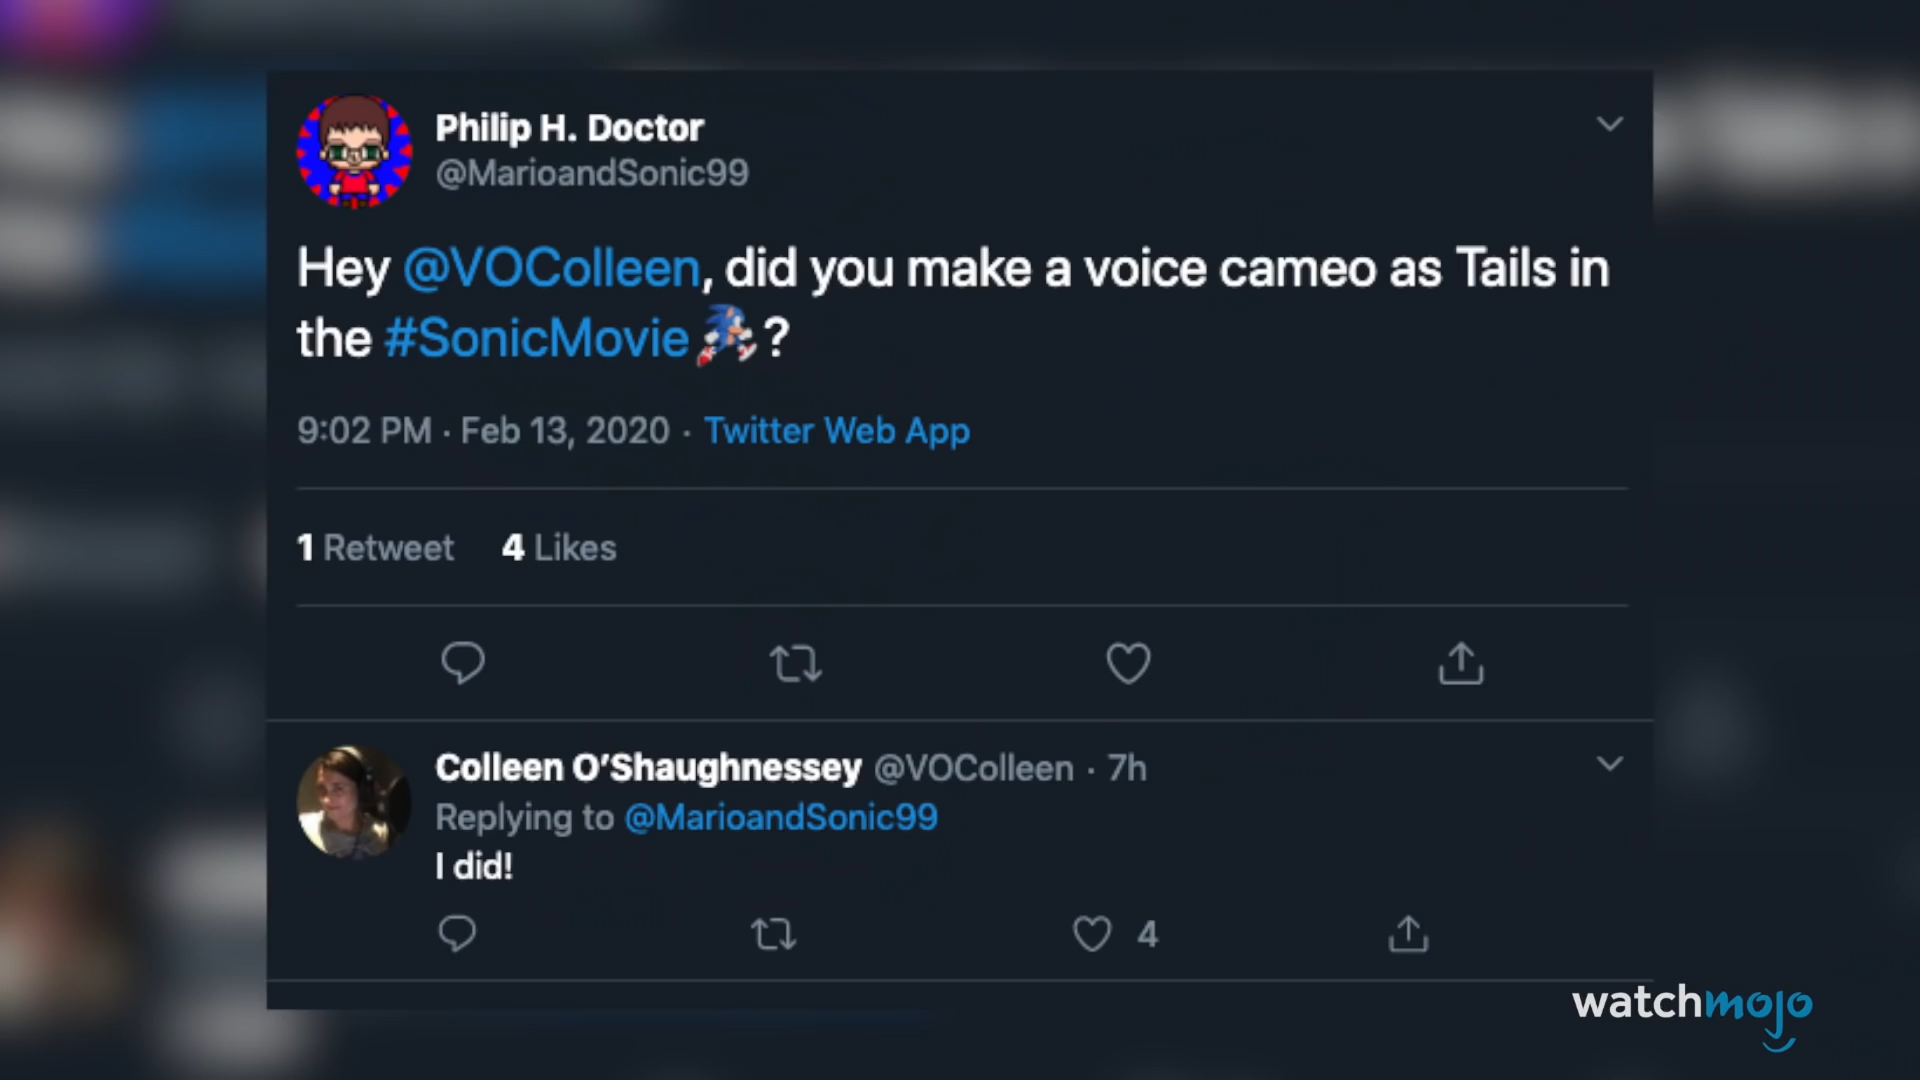 Philip H. Doctor
@MarioandSonic99
Hey @VOColleen, did you make a voice cameo as Tails in
the #SonicMovie?
9:02 PM · Feb 13, 2020 · Twitter Web App
1 Retweet 4 Likes
Colleen O'Shaughnessey @VOColleen · 7h
Replying to @MarioandSonic99
I did!
4
watchmojo